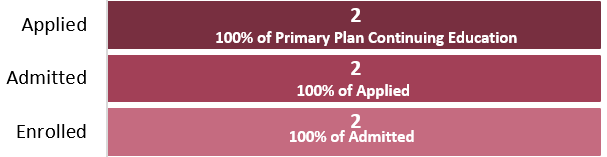 Applied
2
100% of Primary Plan Continuing Education
Admitted
2
100% of Applied
Enrolled
2
100% of Admitted